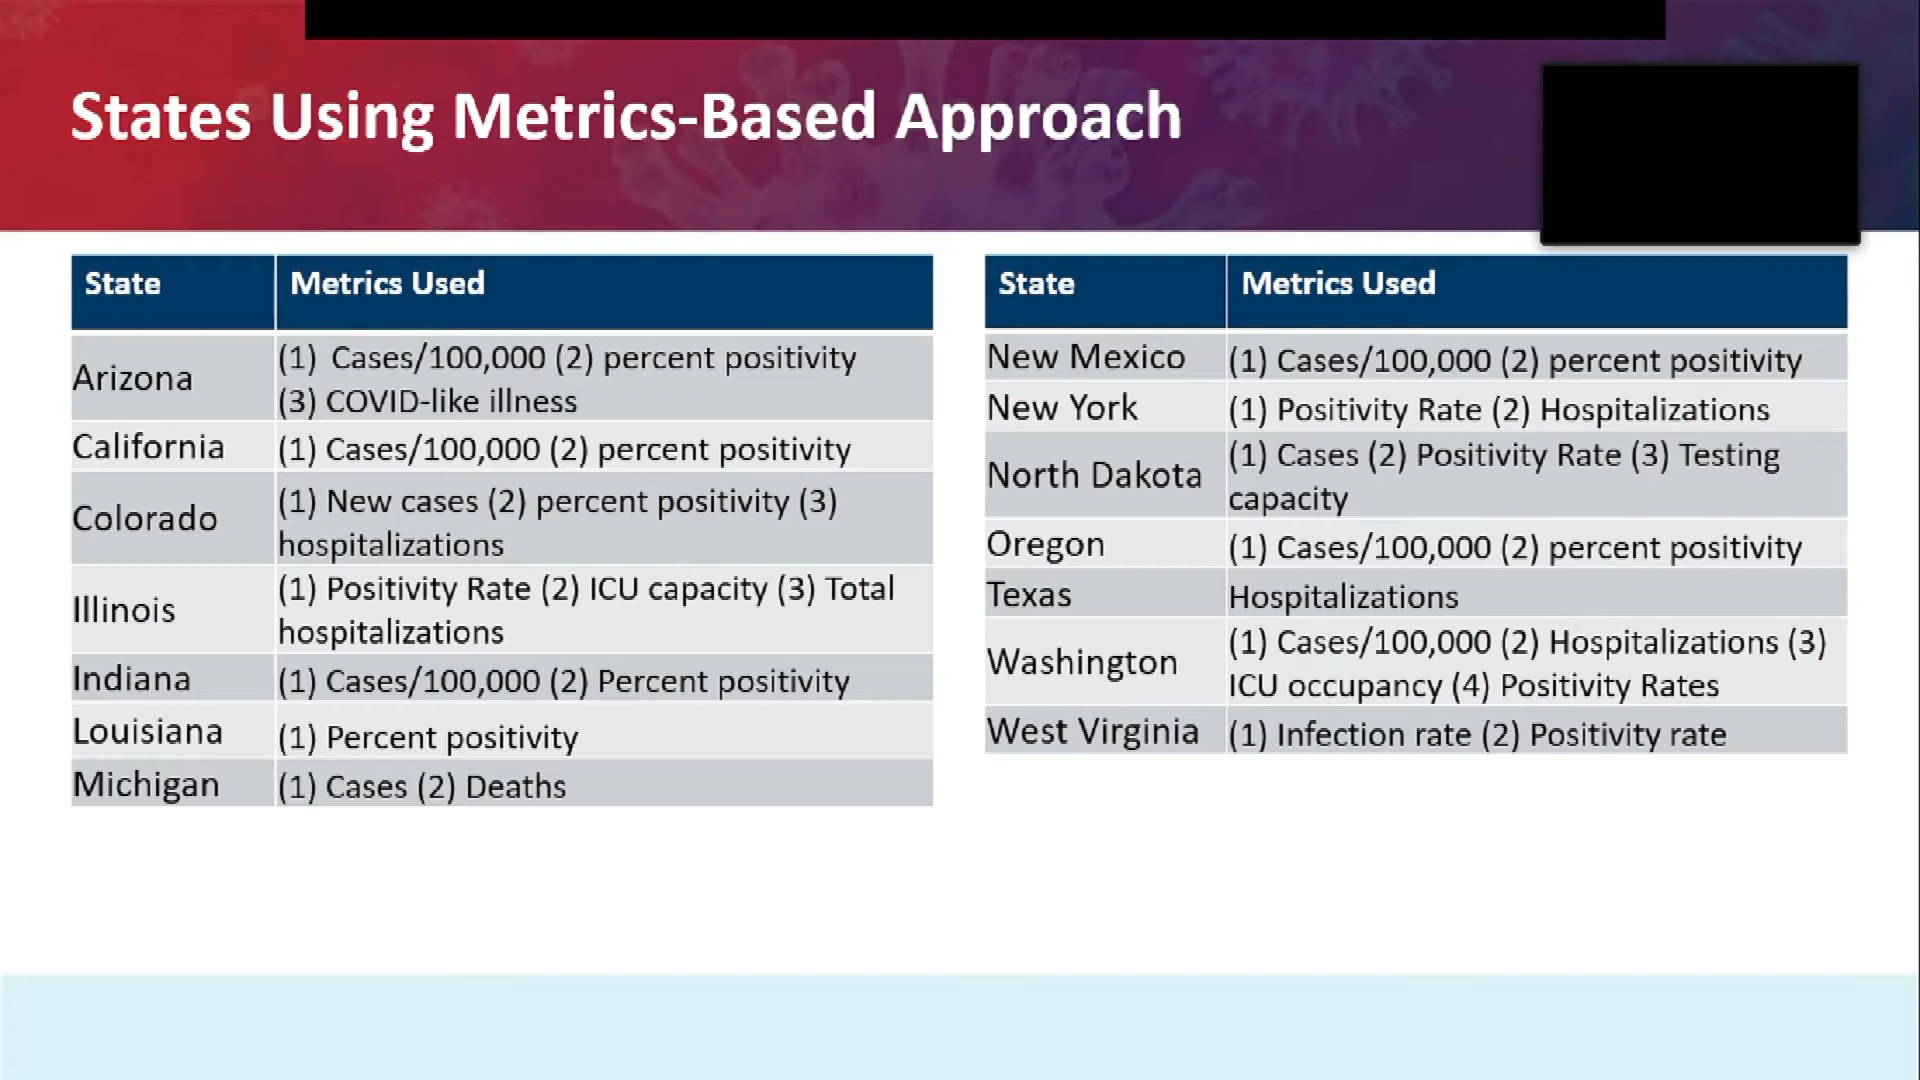 States Using Metrics-Based Approach
State Metrics Used
Arizona (1) Cases/100,000 (2) percent positivity
(3) COVID-like illness
California (1) Cases/100,000 (2) percent positivity
Colorado (1) New cases (2) percent positivity (3)
hospitalizations
Illinois (1) Positivity Rate (2) ICU capacity (3) Total
hospitalizations
Indiana (1) Cases/100,000 (2) Percent positivity
Louisiana (1) Percent positivity
Michigan (1) Cases (2) Deaths
State Metrics Used
New Mexico (1) Cases/100,000 (2) percent positivity
New York (1) Positivity Rate (2) Hospitalizations
North Dakota (1) Cases (2) Positivity Rate (3) Testing
capacity
Oregon (1) Cases/100,000 (2) percent positivity
Texas Hospitalizations
Washington (1) Cases/100,000 (2) Hospitalizations (3)
ICU occupancy (4) Positivity Rates
West Virginia (1) Infection rate (2) Positivity rate